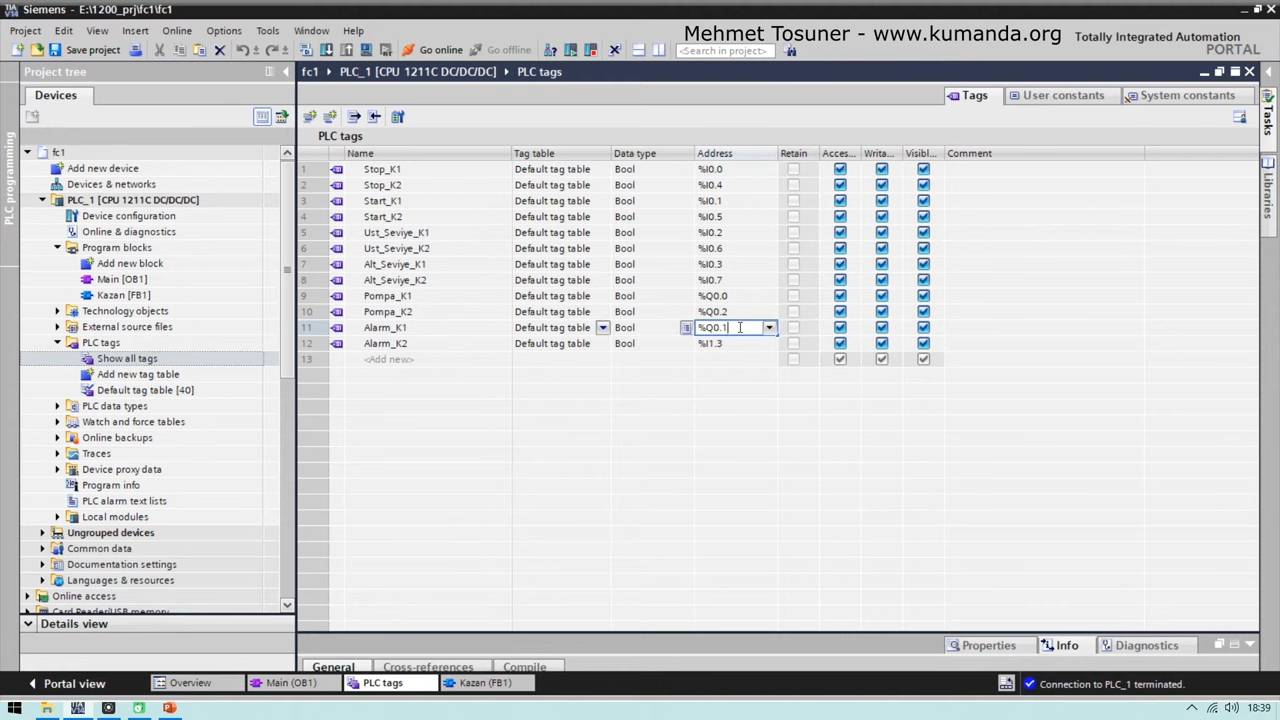 TIA V14 Siemens - E:\1200_prj\fc1\fc1
Mehmet Tosuner - www.kumanda.org
Project Edit View Insert Online Options Tools Window Help
Totally Integrated Automation
PORTAL
Save project Go online Go offline <Search in project>
Project tree
fc1 PLC_1 [CPU 1211C DC/DC/DC] PLC tags
Devices
Tags User constants System constants
PLC programming
Tasks
Libraries
PLC tags
Name Tag table Data type Address Retain Acces... Writa... Visibl... Comment
1 Stop_K1 Default tag table Bool %I0.0
2 Stop_K2 Default tag table Bool %I0.4
3 Start_K1 Default tag table Bool %I0.1
4 Start_K2 Default tag table Bool %I0.5
5 Ust_Seviye_K1 Default tag table Bool %I0.2
6 Ust_Seviye_K2 Default tag table Bool %I0.6
7 Alt_Seviye_K1 Default tag table Bool %I0.3
8 Alt_Seviye_K2 Default tag table Bool %I0.7
9 Pompa_K1 Default tag table Bool %Q0.0
10 Pompa_K2 Default tag table Bool %Q0.2
11 Alarm_K1 Default tag table Bool %Q0.1
12 Alarm_K2 Default tag table Bool %I1.3
13 <Add new>
fc1
Add new device
Devices & networks
PLC_1 [CPU 1211C DC/DC/DC]
Device configuration
Online & diagnostics
Program blocks
Add new block
Main [OB1]
Kazan [FB1]
Technology objects
External source files
PLC tags
Show all tags
Add new tag table
Default tag table [40]
PLC data types
Watch and force tables
Online backups
Traces
Device proxy data
Program info
PLC alarm text lists
Local modules
Ungrouped devices
Common data
Documentation settings
Languages & resources
Online access
Card Reader/USB memory
Details view
Properties Info Diagnostics
General Cross-references Compile
Portal view Overview Main (OB1) PLC tags Kazan (FB1) Connection to PLC_1 terminated.
18:39